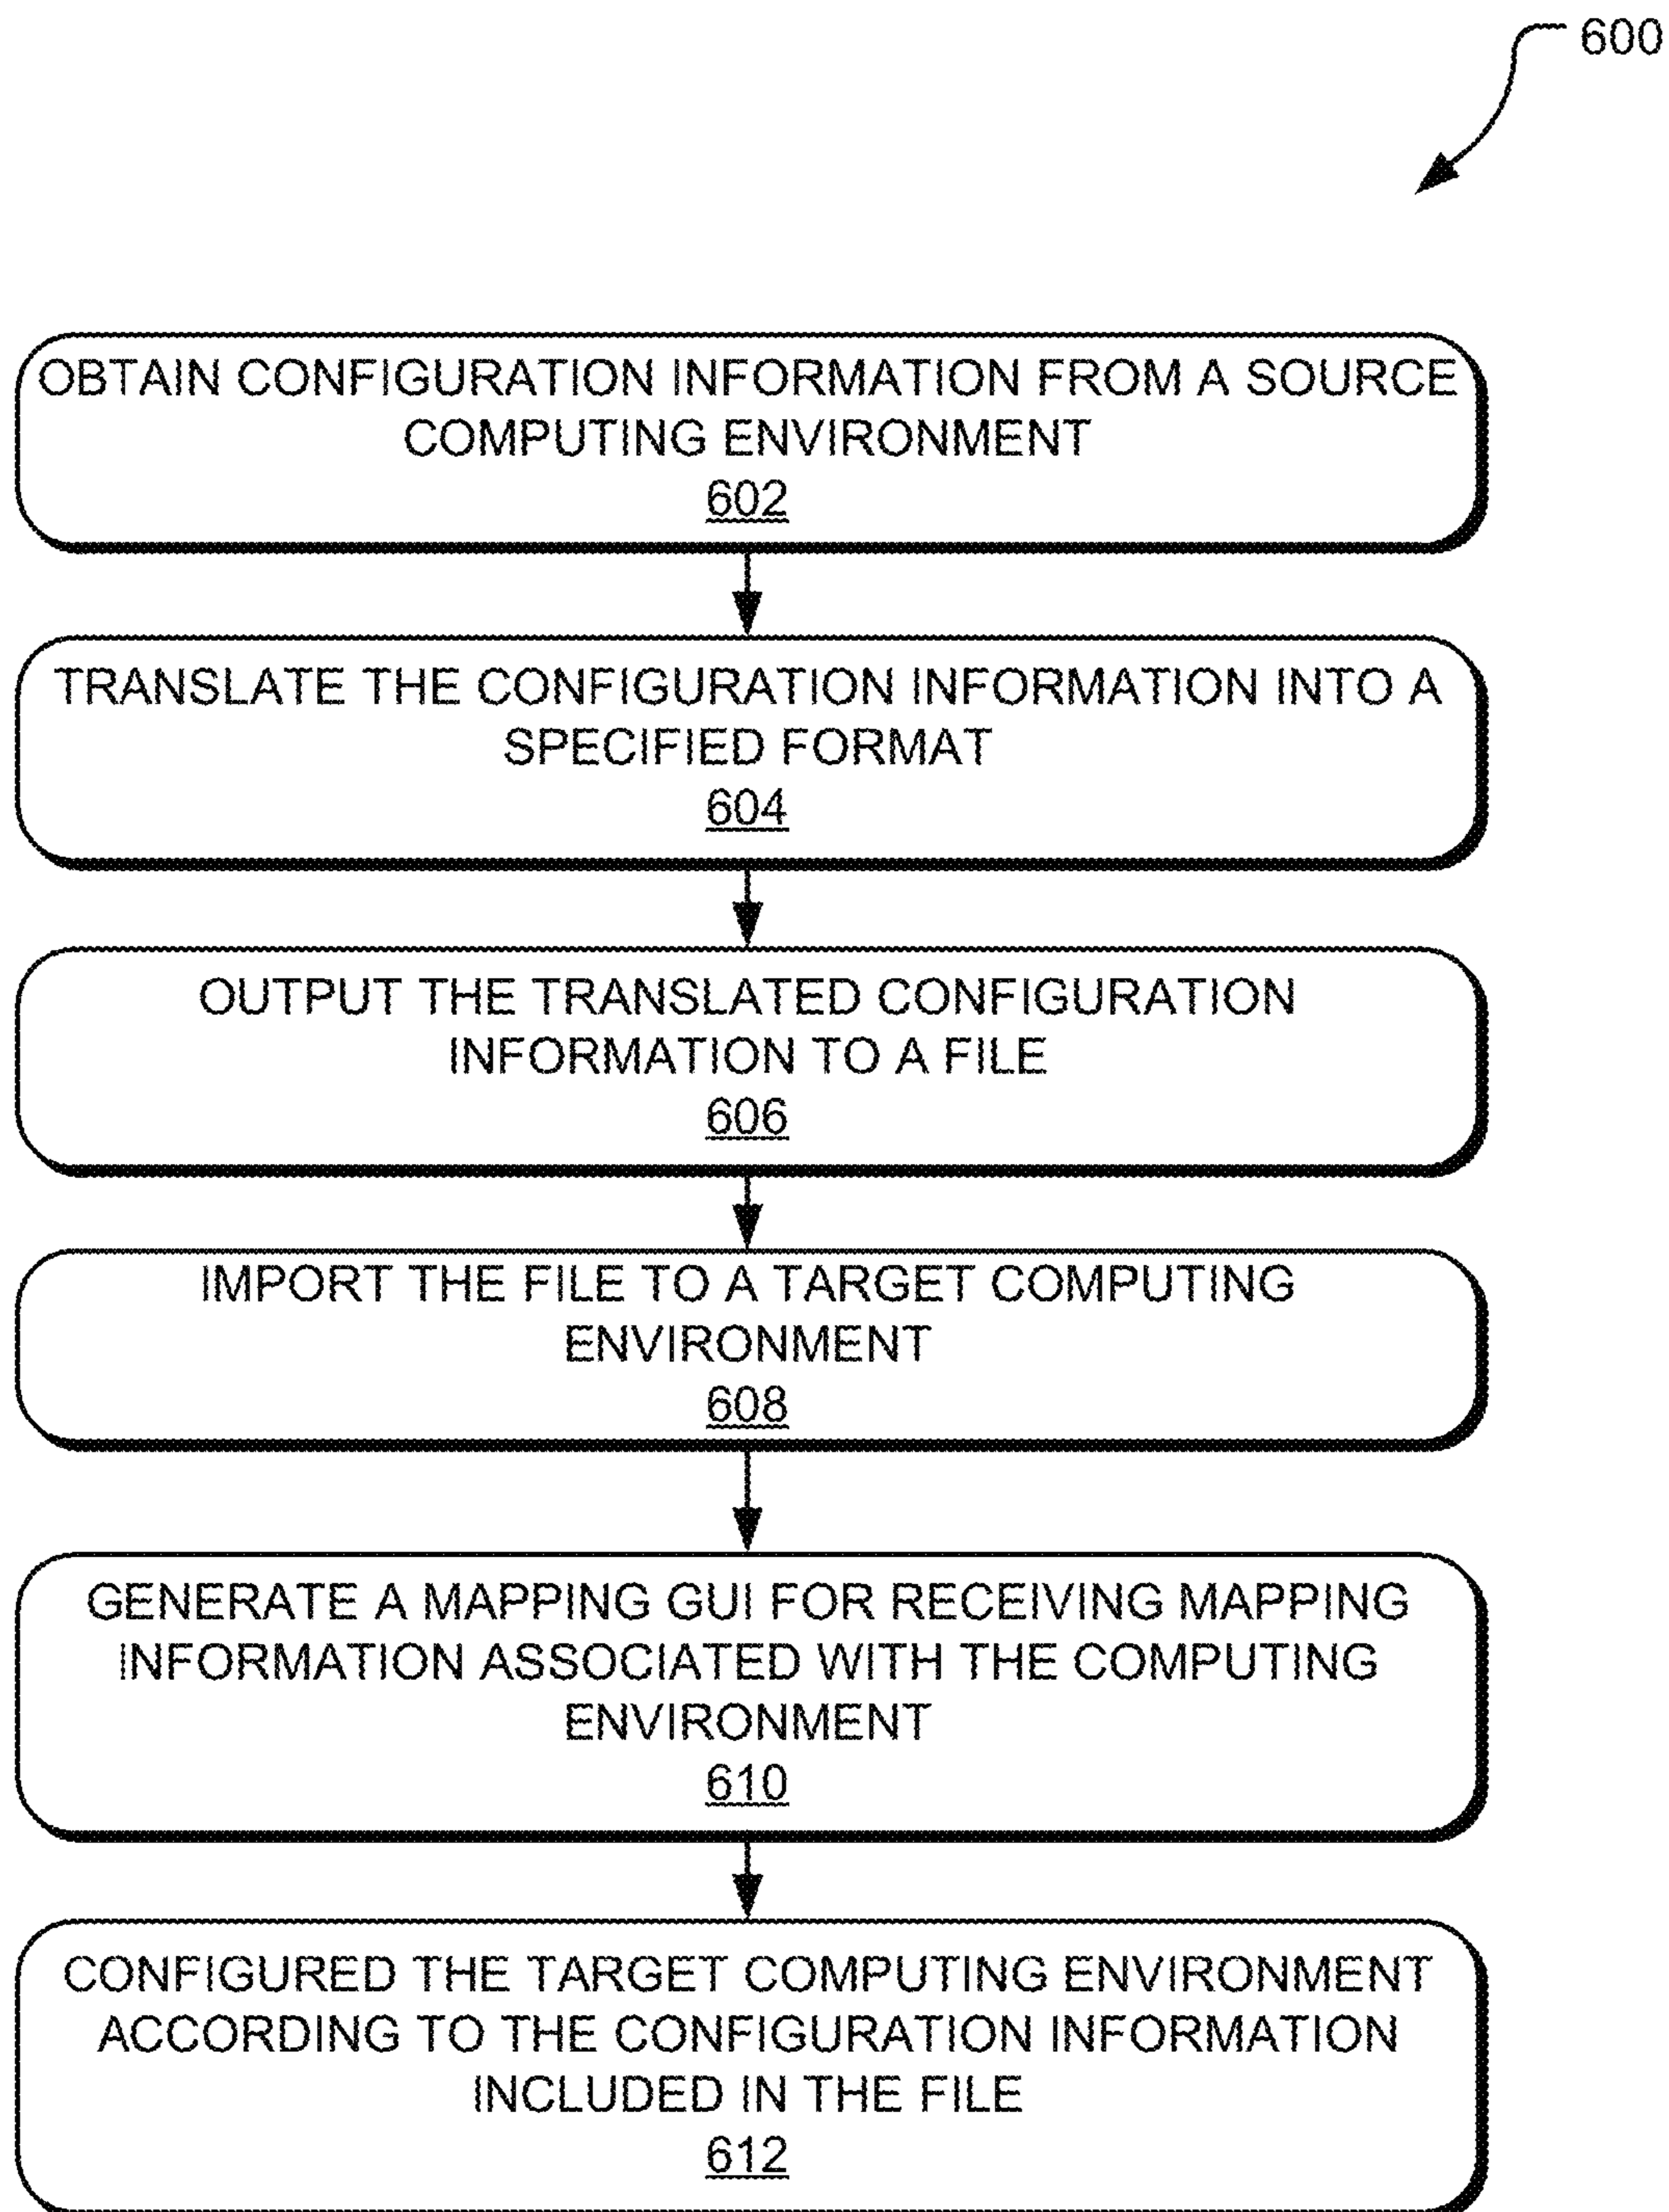 600
OBTAIN CONFIGURATION INFORMATION FROM A SOURCE
COMPUTING ENVIRONMENT
602
TRANSLATE THE CONFIGURATION INFORMATION INTO A
SPECIFIED FORMAT
604
OUTPUT THE TRANSLATED CONFIGURATION
INFORMATION TO A FILE
606
IMPORT THE FILE TO A TARGET COMPUTING
ENVIRONMENT
608
GENERATE A MAPPING GUI FOR RECEIVING MAPPING
INFORMATION ASSOCIATED WITH THE COMPUTING
ENVIRONMENT
610
CONFIGURED THE TARGET COMPUTING ENVIRONMENT
ACCORDING TO THE CONFIGURATION INFORMATION
INCLUDED IN THE FILE
612